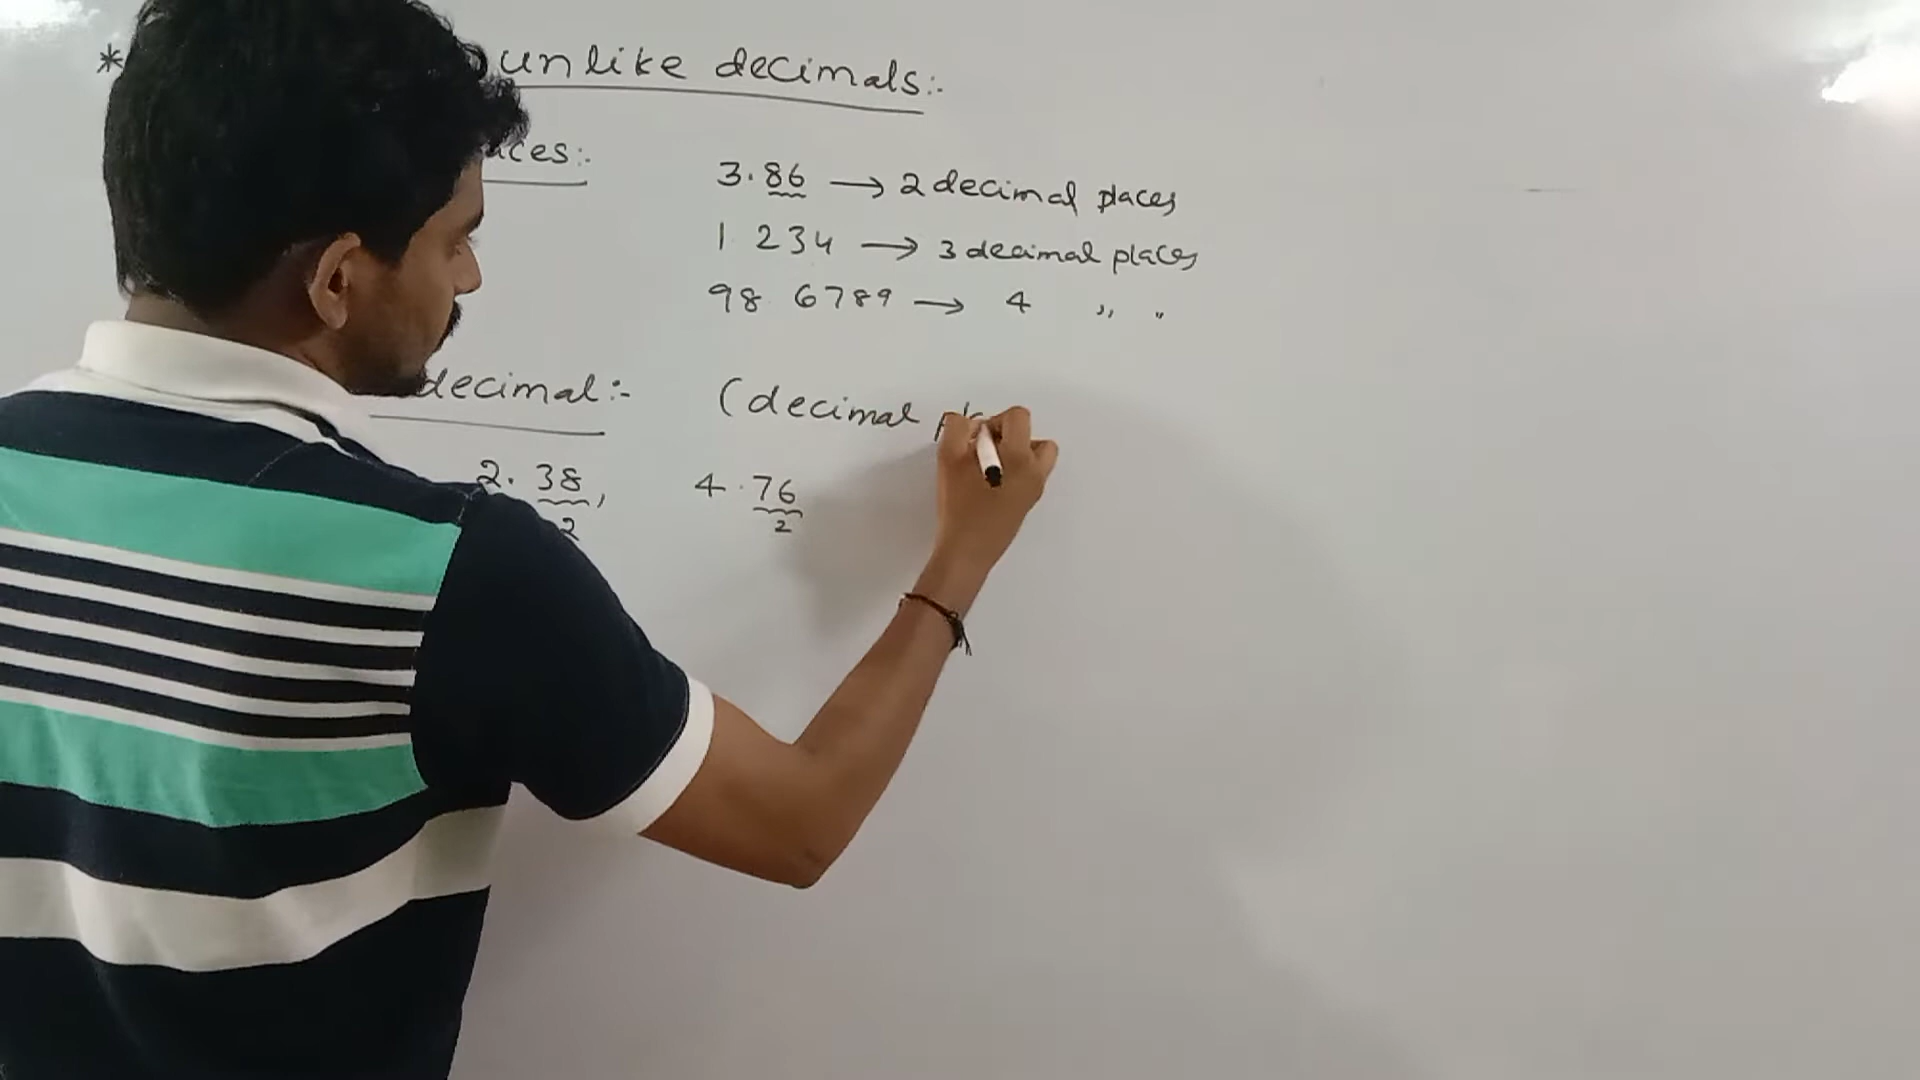 * unlike decimals:-
3.86 → 2 decimal places
1.234 → 3 decimal places
98.6789 → 4 ,, ,,
decimal:- (decimal
2.38, 4.76
2 2